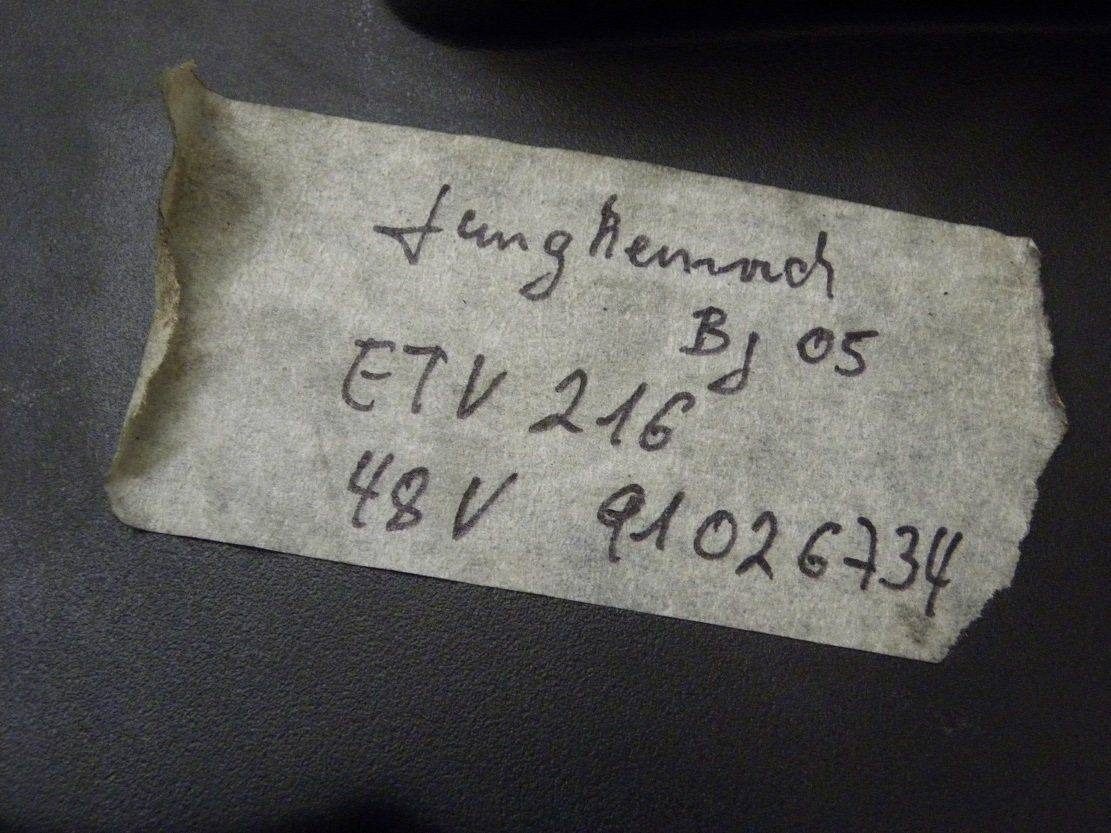 Jungheinrich
Bj 05
ETV 216
48V 91026734